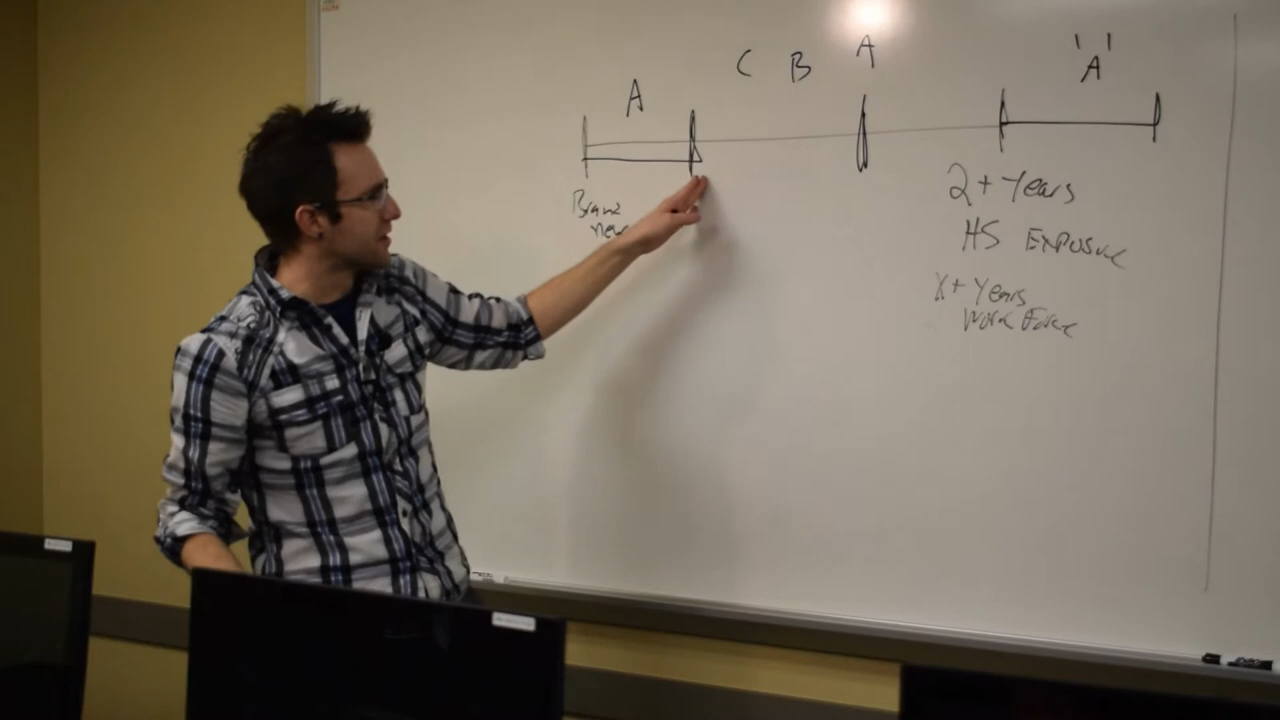 A
C B A
"A"
Brand
new
2+ Years
HS Exposure
X+ Years
Work Force